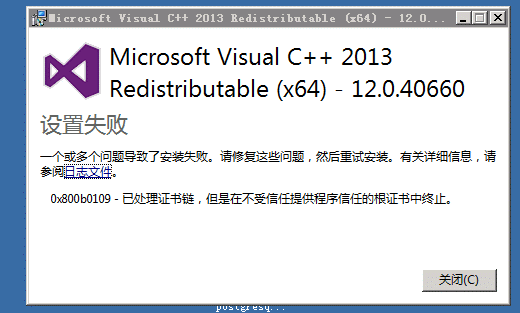 Microsoft Visual C++ 2013 Redistributable (x64) - 12.0...
Microsoft Visual C++ 2013
Redistributable (x64) - 12.0.40660
设置失败
一个或多个问题导致了安装失败。请修复这些问题，然后重试安装。有关详细信息，请
参阅日志文件。
0x800b0109 - 已处理证书链，但是在不受信任提供程序信任的根证书中终止。
关闭(C)
postgresq...